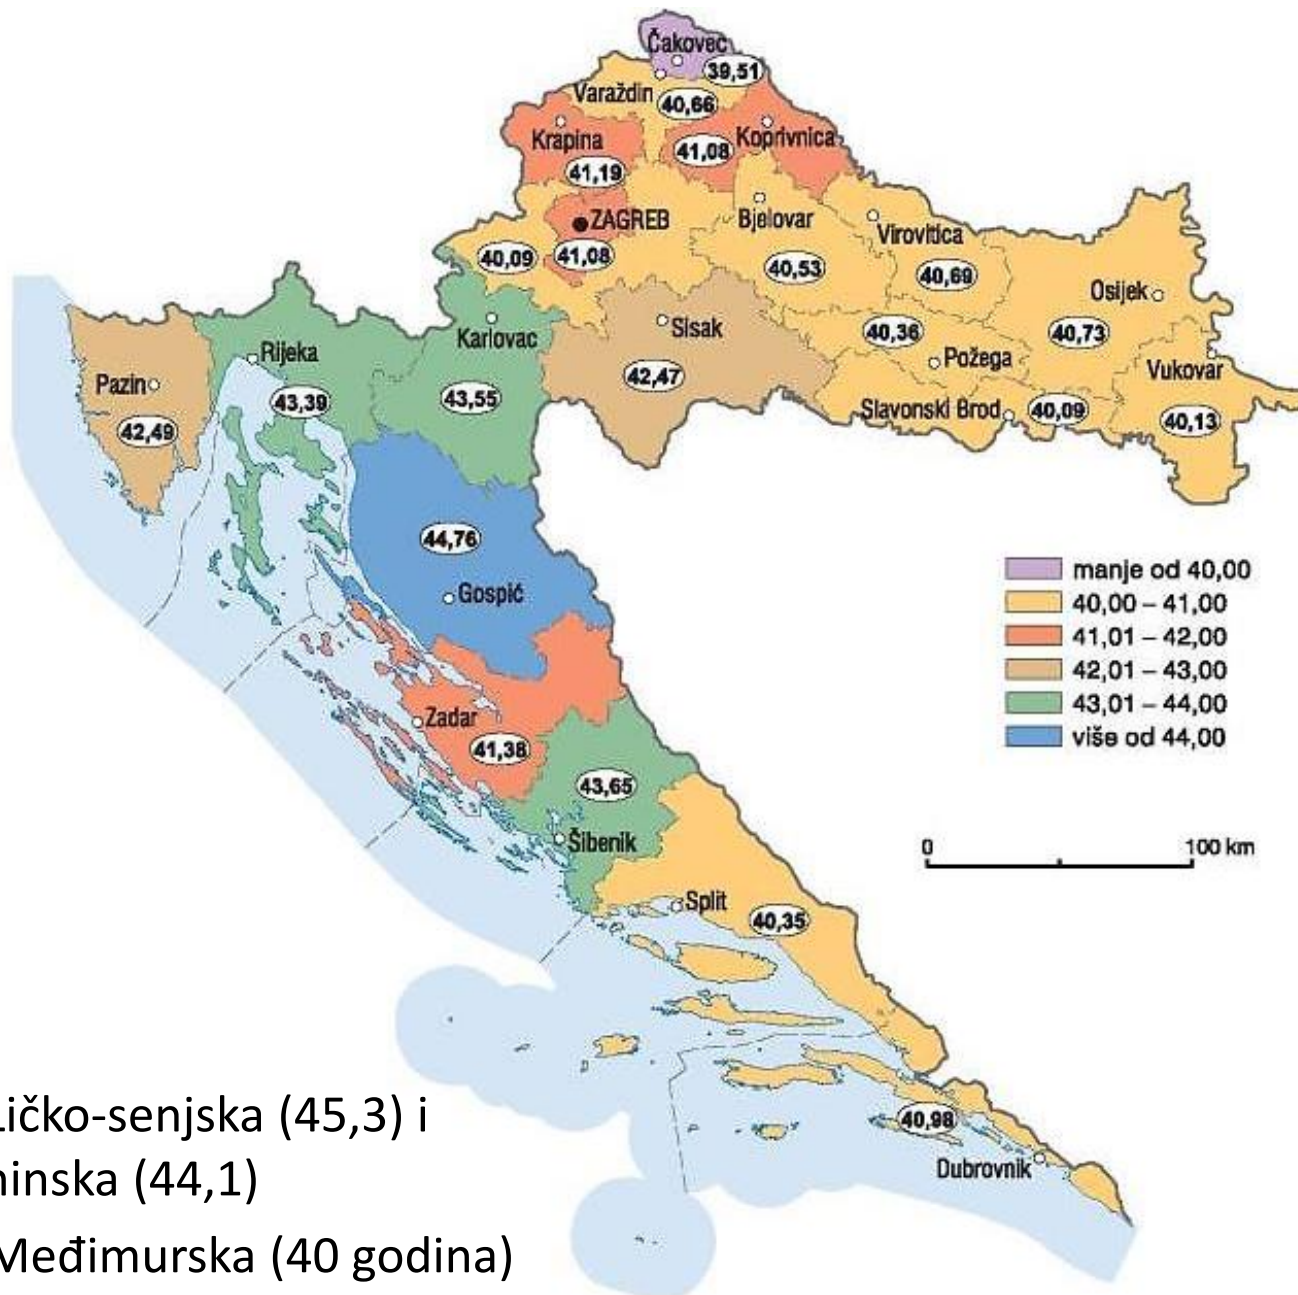 Čakovec
39,51
Varaždin
40,66
Krapina
41,19
41,08
Koprivnica
ZAGREB
40,09
41,08
Bjelovar
40,53
Virovitica
40,69
Osijek
40,73
40,36
Požega
Vukovar
40,13
Slavonski Brod
40,09
Sisak
42,47
Karlovac
43,55
Rijeka
43,39
Pazin
42,49
44,76
Gospić
manje od 40,00
40,00 – 41,00
41,01 – 42,00
42,01 – 43,00
43,01 – 44,00
više od 44,00
Zadar
41,38
43,65
Šibenik
0 100 km
Split
40,35
40,98
Dubrovnik
Ličko-senjska (45,3) i
ninska (44,1)
Međimurska (40 godina)